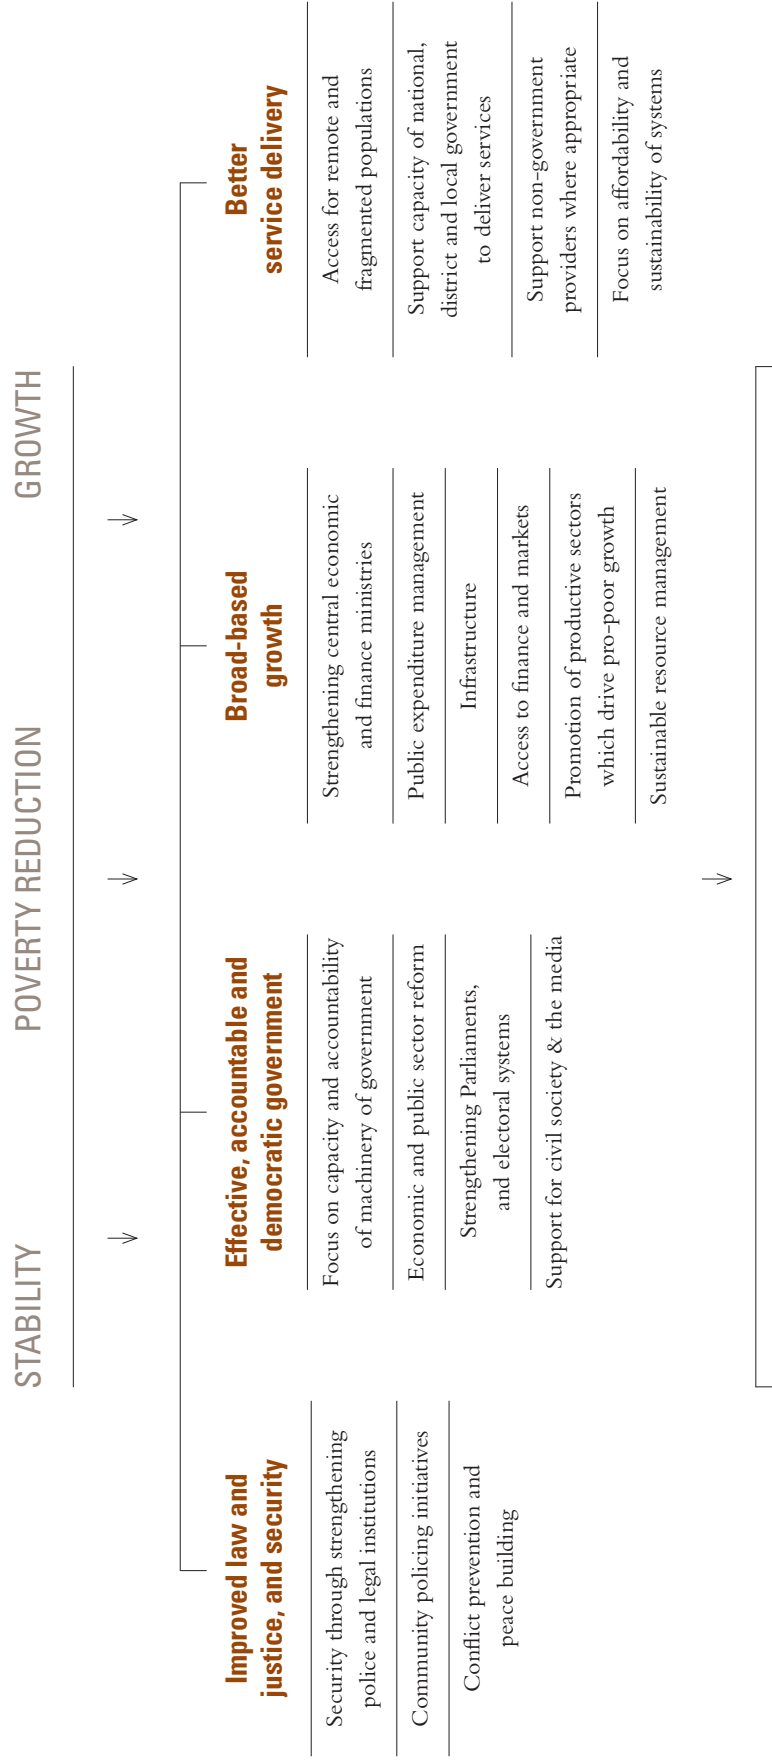 STABILITY
POVERTY REDUCTION
GROWTH
Improved law and
justice, and security
Security through strengthening
police and legal institutions
Community policing initiatives
Conflict prevention and
peace building
Effective, accountable and
democratic government
Focus on capacity and accountability
of machinery of government
Economic and public sector reform
Strengthening Parliaments,
and electoral systems
Support for civil society & the media
Broad-based
growth
Strengthening central economic
and finance ministries
Public expenditure management
Infrastructure
Access to finance and markets
Promotion of productive sectors
which drive pro-poor growth
Sustainable resource management
Better
service delivery
Access for remote and
fragmented populations
Support capacity of national,
district and local government
to deliver services
Support non-government
providers where appropriate
Focus on affordability and
sustainability of systems